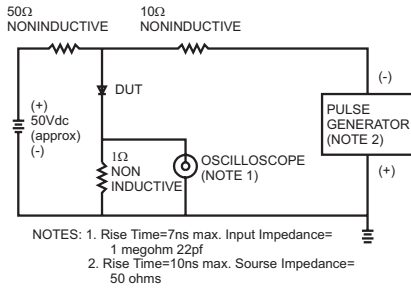 50Ω
NONINDUCTIVE
10Ω
NONINDUCTIVE
(+)
50Vdc
(approx)
(-)
DUT
1Ω
NON
INDUCTIVE
OSCILLOSCOPE
(NOTE 1)
(-)
PULSE
GENERATOR
(NOTE 2)
(+)
NOTES: 1. Rise Time=7ns max. Input Impedance=
1 megohm 22pf
2. Rise Time=10ns max. Sourse Impedance=
50 ohms